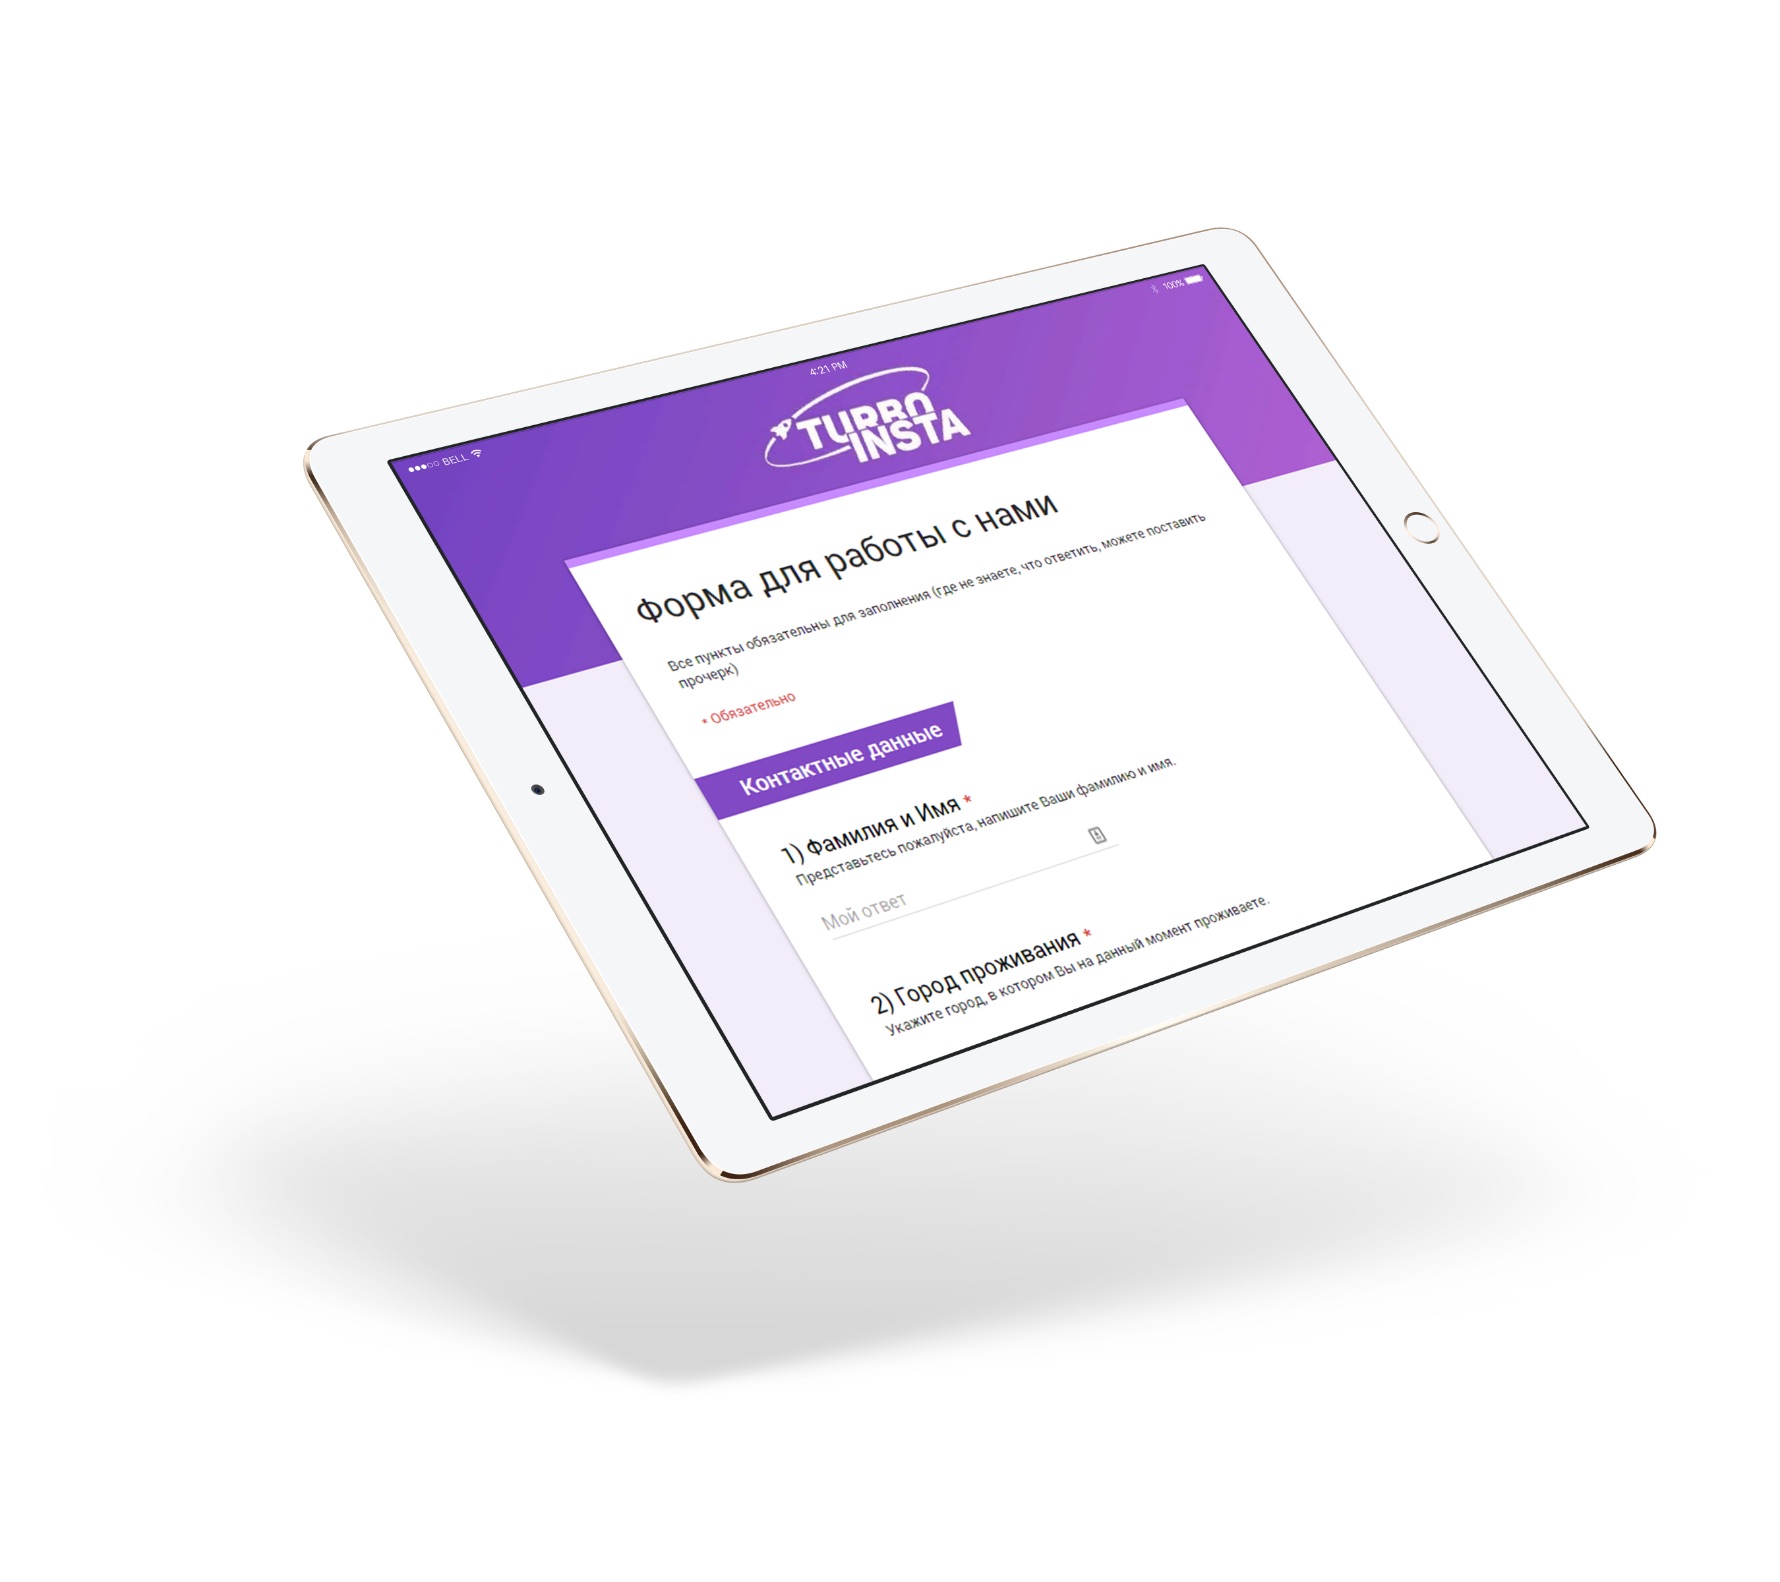 ●●●○○ BELL
4:21 PM
100%
TURBO
INSTA
Форма для работы с нами
Все пункты обязательны для заполнения (где не знаете, что ответить, можете поставить
прочерк)
* Обязательно
Контактные данные
1) Фамилия и Имя *
Представьтесь пожалуйста, напишите Ваши фамилию и имя.
Мой ответ
2) Город проживания *
Укажите город, в котором Вы на данный момент проживаете.